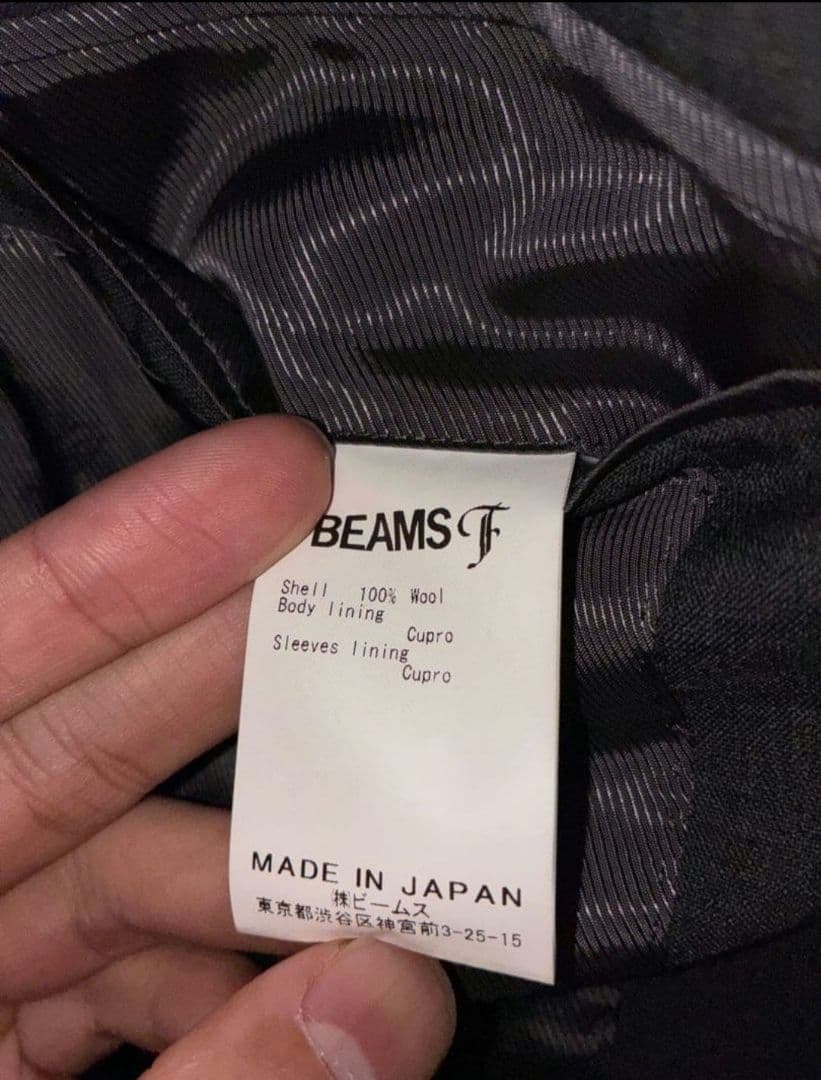 BEAMS F
Shell 100% Wool
Body lining
Cupro
Sleeves lining
Cupro
MADE IN JAPAN
㈱ビームス
東京都渋谷区神宮前3-25-15